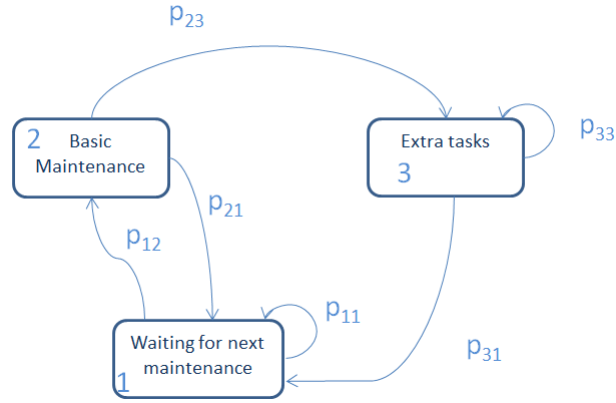 p23
2 Basic
Maintenance
Extra tasks
3
p33
p21
p12
p11
Waiting for next
maintenance
1
p31